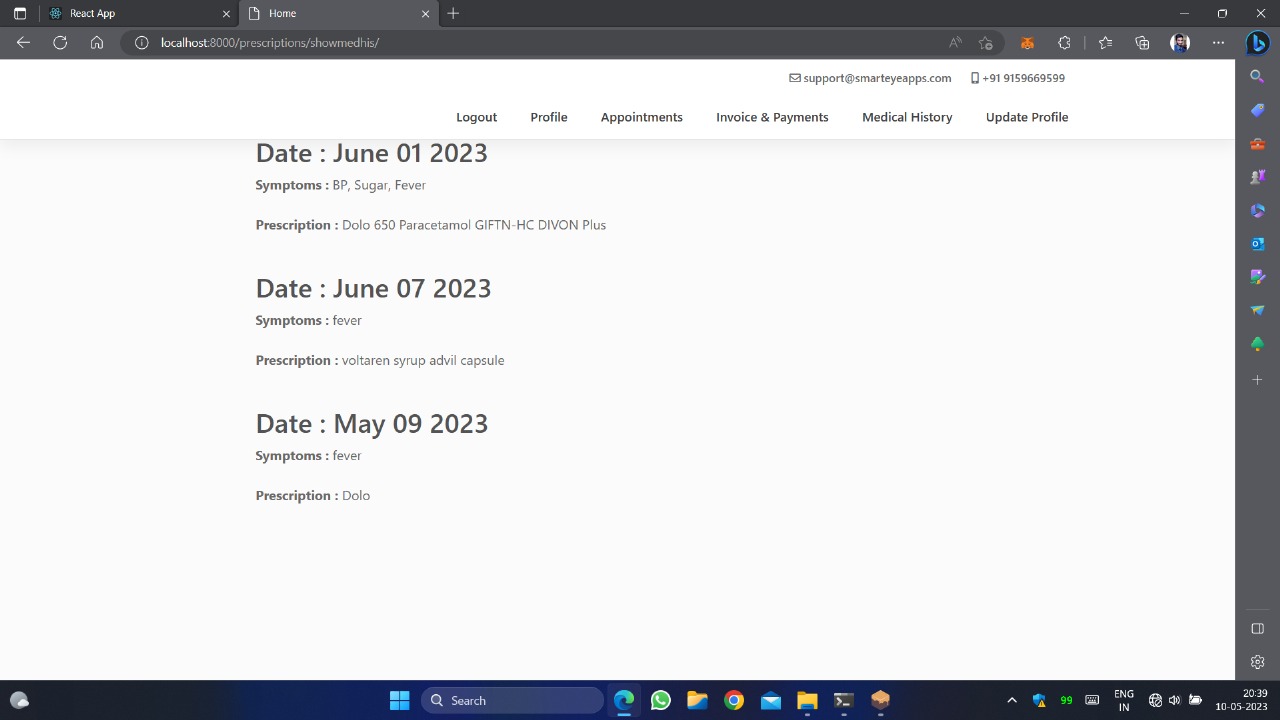 React App
Home
localhost:8000/prescriptions/showmedhis/
support@smarteyeapps.com +91 9159669599
Logout Profile Appointments Invoice & Payments Medical History Update Profile
Date : June 01 2023
Symptoms : BP, Sugar, Fever
Prescription : Dolo 650 Paracetamol GIFTN-HC DIVON Plus
Date : June 07 2023
Symptoms : fever
Prescription : voltaren syrup advil capsule
Date : May 09 2023
Symptoms : fever
Prescription : Dolo
Search
99
ENG
IN
20:39
10-05-2023